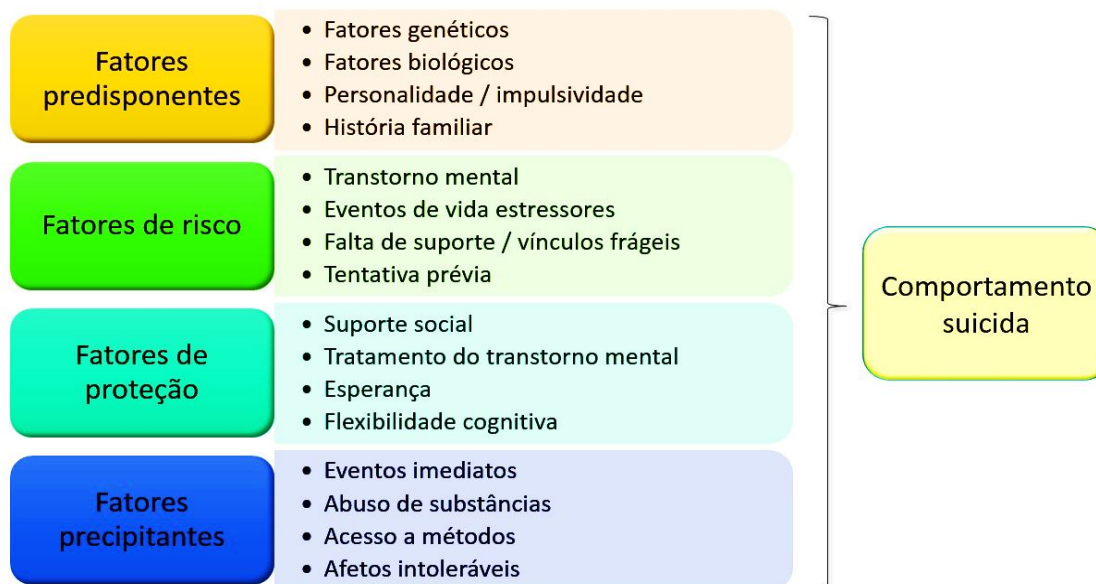 Fatores
predisponentes
• Fatores genéticos
• Fatores biológicos
• Personalidade / impulsividade
• História familiar
Fatores de risco
• Transtorno mental
• Eventos de vida estressores
• Falta de suporte / vínculos frágeis
• Tentativa prévia
Fatores de
proteção
• Suporte social
• Tratamento do transtorno mental
• Esperança
• Flexibilidade cognitiva
Fatores
precipitantes
• Eventos imediatos
• Abuso de substâncias
• Acesso a métodos
• Afetos intoleráveis
Comportamento
suicida